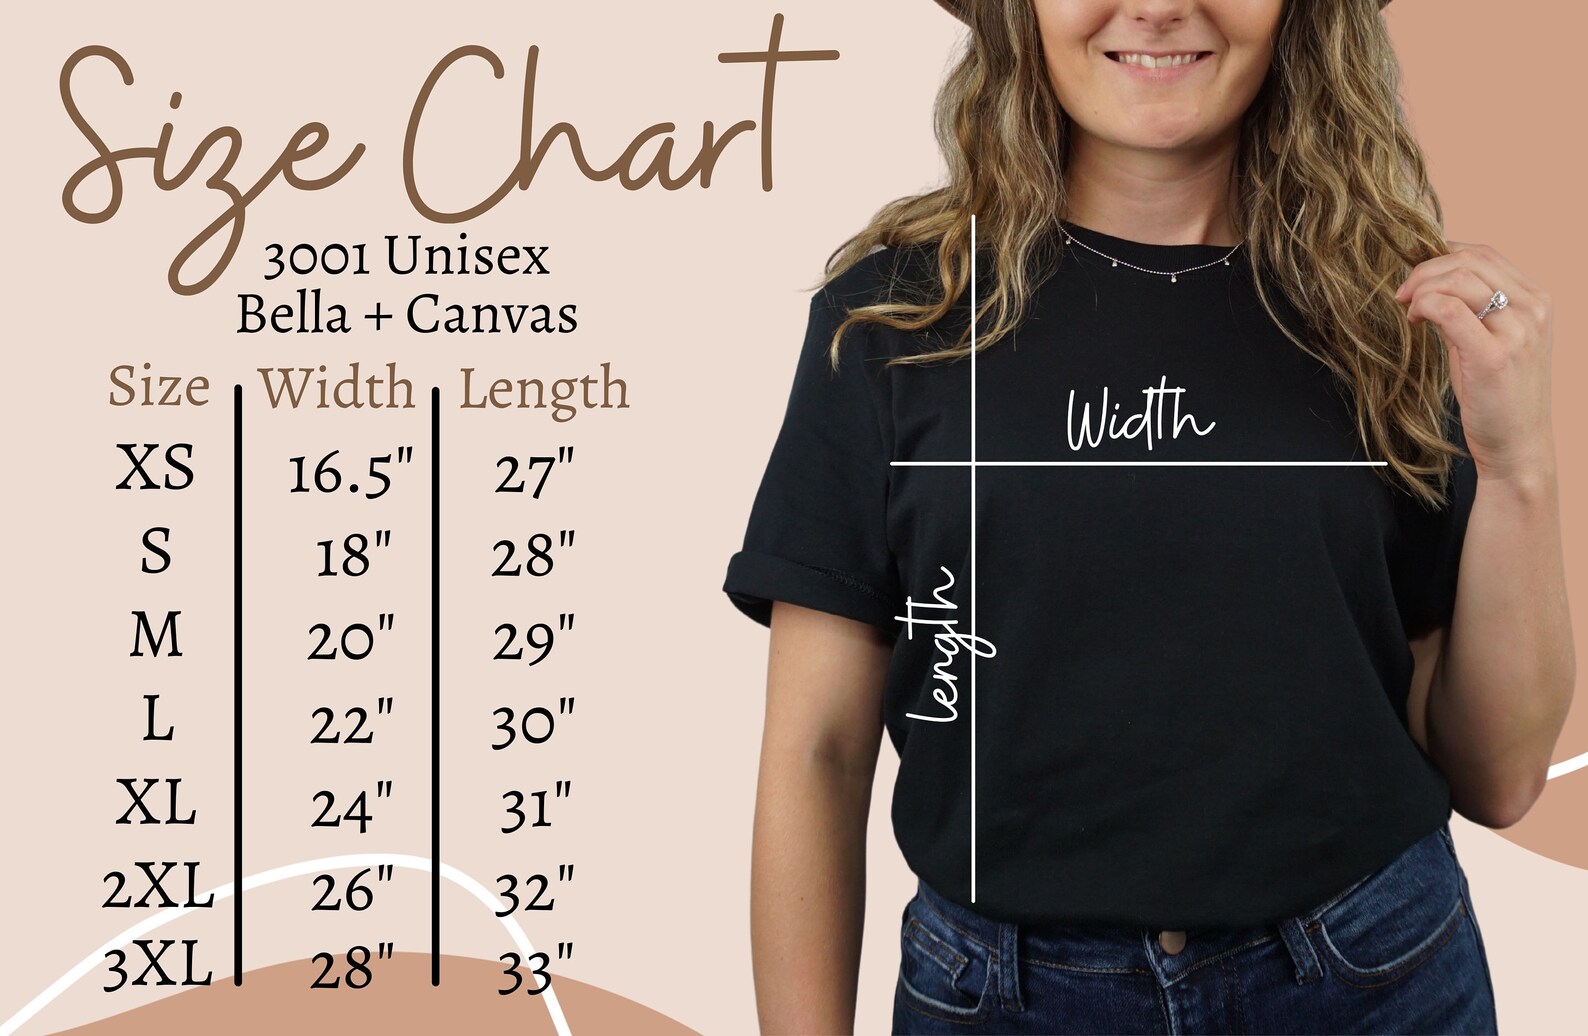 Size Chart
3001 Unisex
Bella + Canvas
Size Width Length
XS 16.5" 27"
S 18" 28"
M 20" 29"
L 22" 30"
XL 24" 31"
2XL 26" 32"
3XL 28" 33"
Width
Length